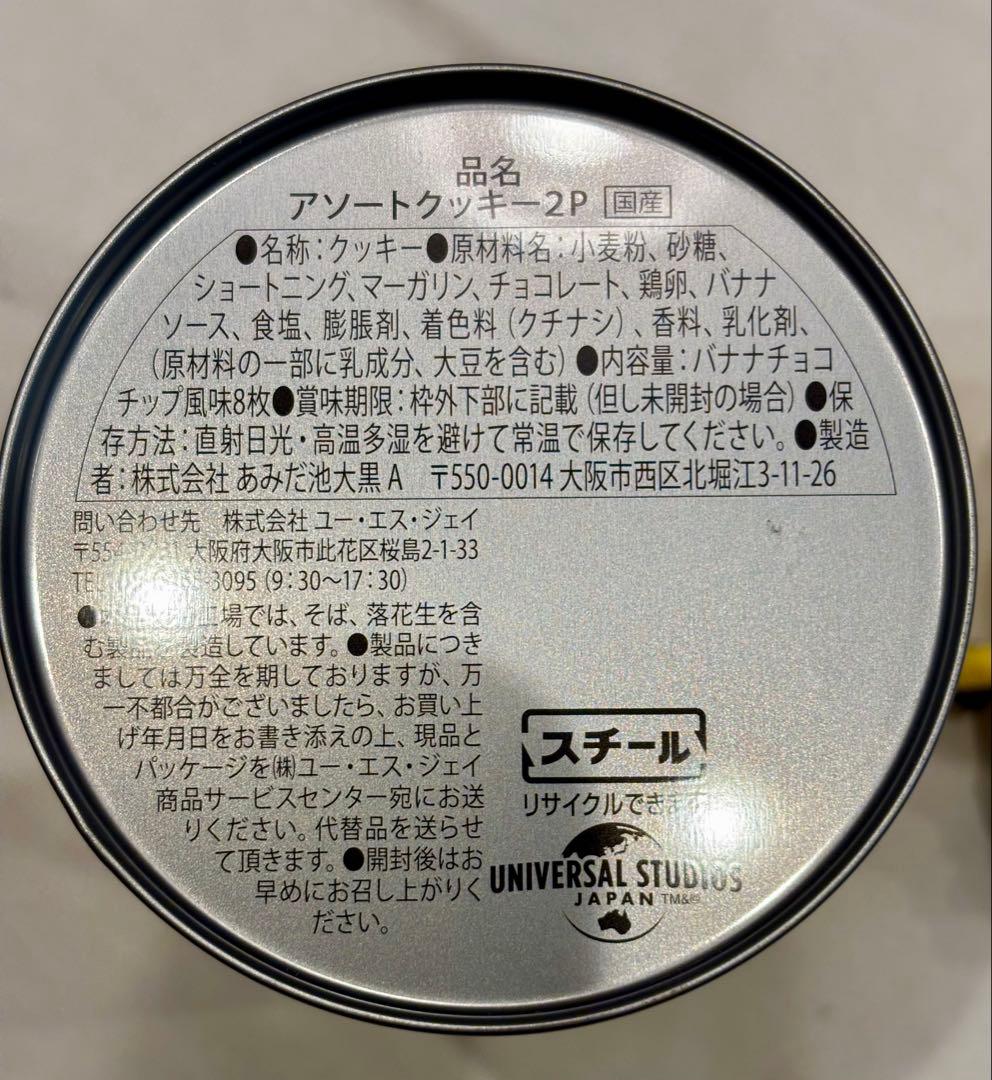 品名
アソートクッキー2P 国産
●名称：クッキー●原材料名：小麦粉、砂糖、
ショートニング、マーガリン、チョコレート、鶏卵、バナナ
ソース、食塩、膨脹剤、着色料（クチナシ）、香料、乳化剤、
（原材料の一部に乳成分、大豆を含む）●内容量：バナナチョコ
チップ風味8枚●賞味期限：枠外下部に記載（但し未開封の場合）●保
存方法：直射日光・高温多湿を避けて常温で保存してください。●製造
者：株式会社 あみだ池大黒 A 〒550-0014 大阪市西区北堀江3-11-26
問い合わせ先 株式会社 ユー・エス・ジェイ
大阪府大阪市此花区桜島2-1-33
3095（9：30〜17：30）
工場では、そば、落花生を含
む製品を製造しています。●製品につき
ましては万全を期しておりますが、万
一不都合がございましたら、お買い上
げ年月日をお書き添えの上、現品と
パッケージを㈱ユー・エス・ジェイ
商品サービスセンター宛にお送
りください。代替品を送らせ
て頂きます。●開封後はお
早めにお召し上がりく
ださい。
スチール
リサイクルできます
UNIVERSAL STUDIOS
JAPAN TM&©